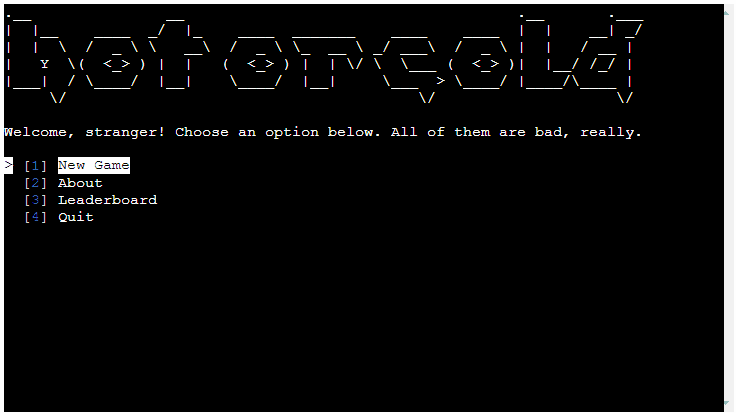 hotorcold
Welcome, stranger! Choose an option below. All of them are bad, really.
> [1] New Game
[2] About
[3] Leaderboard
[4] Quit